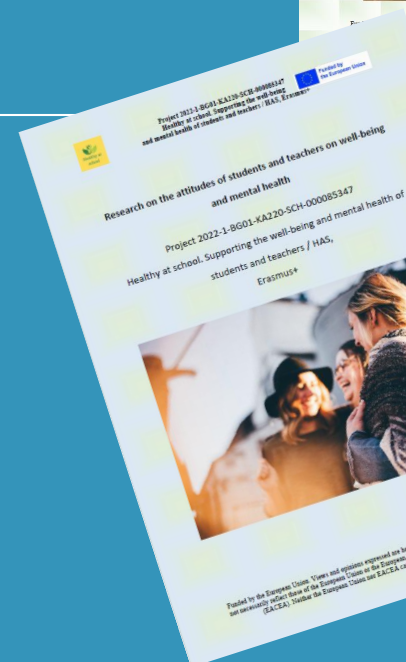 Project 2022-1-BG01-KA220-SCH-000085347
Healthy at school. Supporting the well-being
and mental health of students and teachers / HAS, Erasmus+
Funded by
the European Union
Research on the attitudes of students and teachers on well-being
and mental health
Project 2022-1-BG01-KA220-SCH-000085347
Healthy at school. Supporting the well-being and mental health of
students and teachers / HAS,
Erasmus+
Funded by the European Union. Views and opinions expressed are
not necessarily reflect those of the European Union or the European
(EACEA). Neither the European Union nor EACEA